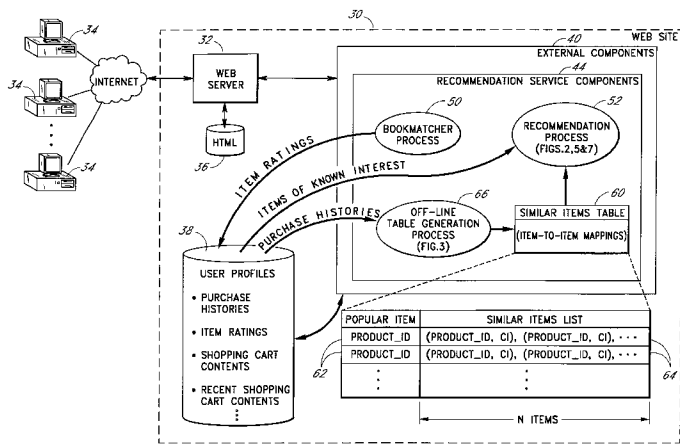 30
WEB SITE
34
34
34
INTERNET
32
WEB SERVER
HTML
36
40
EXTERNAL COMPONENTS
44
RECOMMENDATION SERVICE COMPONENTS
50
BOOKMATCHER
PROCESS
52
RECOMMENDATION
PROCESS
(FIGS.2,5&7)
ITEM RATINGS
ITEMS OF KNOWN INTEREST
PURCHASE HISTORIES
66
OFF-LINE
TABLE GENERATION
PROCESS
(FIG.3)
60
SIMILAR ITEMS TABLE
(ITEM-TO-ITEM MAPPINGS)
38
USER PROFILES
• PURCHASE
HISTORIES
• ITEM RATINGS
• SHOPPING CART
CONTENTS
• RECENT SHOPPING
CART CONTENTS
POPULAR ITEM
SIMILAR ITEMS LIST
PRODUCT_ID
(PRODUCT_ID, CI), (PRODUCT_ID, CI), ···
PRODUCT_ID
(PRODUCT_ID, CI), (PRODUCT_ID, CI), ···
62
64
N ITEMS